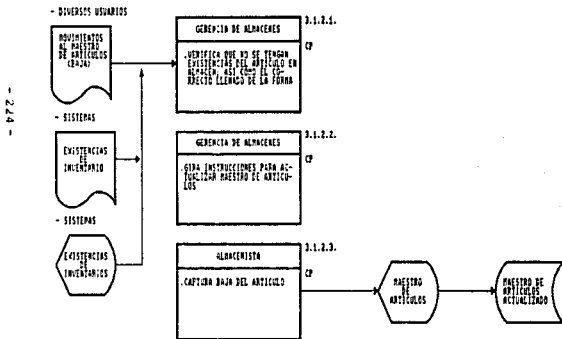 - DIVERSOS USUARIOS
MOVIMIENTOS
AL MAESTRO
DE ARTICULOS
(BAJA)
GERENCIA DE ALMACENES
3.1.2.1.
CP
.VERIFICA QUE NO SE TENGAN
EXISTENCIAS DEL ARTICULO EN
ALMACEN, ASI COMO EL CO-
RRECTO LLENADO DE LA FORMA
- SISTEMAS
EXISTENCIAS
DE
INVENTARIO
GERENCIA DE ALMACENES
3.1.2.2.
CP
.GIRA INSTRUCCIONES PARA AC-
TUALIZAR MAESTRO DE ARTICU-
LOS
- SISTEMAS
EXISTENCIAS
DE
INVENTARIOS
ALMACENISTA
3.1.2.3.
CP
.CAPTURA BAJA DEL ARTICULO
MAESTRO
DE
ARTICULOS
MAESTRO DE
ARTICULOS
ACTUALIZADO
- 224 -